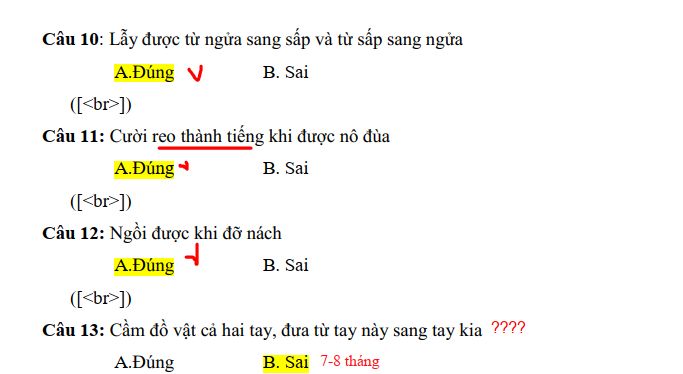 Câu 10: Lẫy được từ ngửa sang sấp và từ sấp sang ngửa
A.Đúng B. Sai
([<br>])
Câu 11: Cười reo thành tiếng khi được nô đùa
A.Đúng B. Sai
([<br>])
Câu 12: Ngồi được khi đỡ nách
A.Đúng B. Sai
([<br>])
Câu 13: Cầm đồ vật cả hai tay, đưa từ tay này sang tay kia ????
A.Đúng B. Sai 7-8 tháng